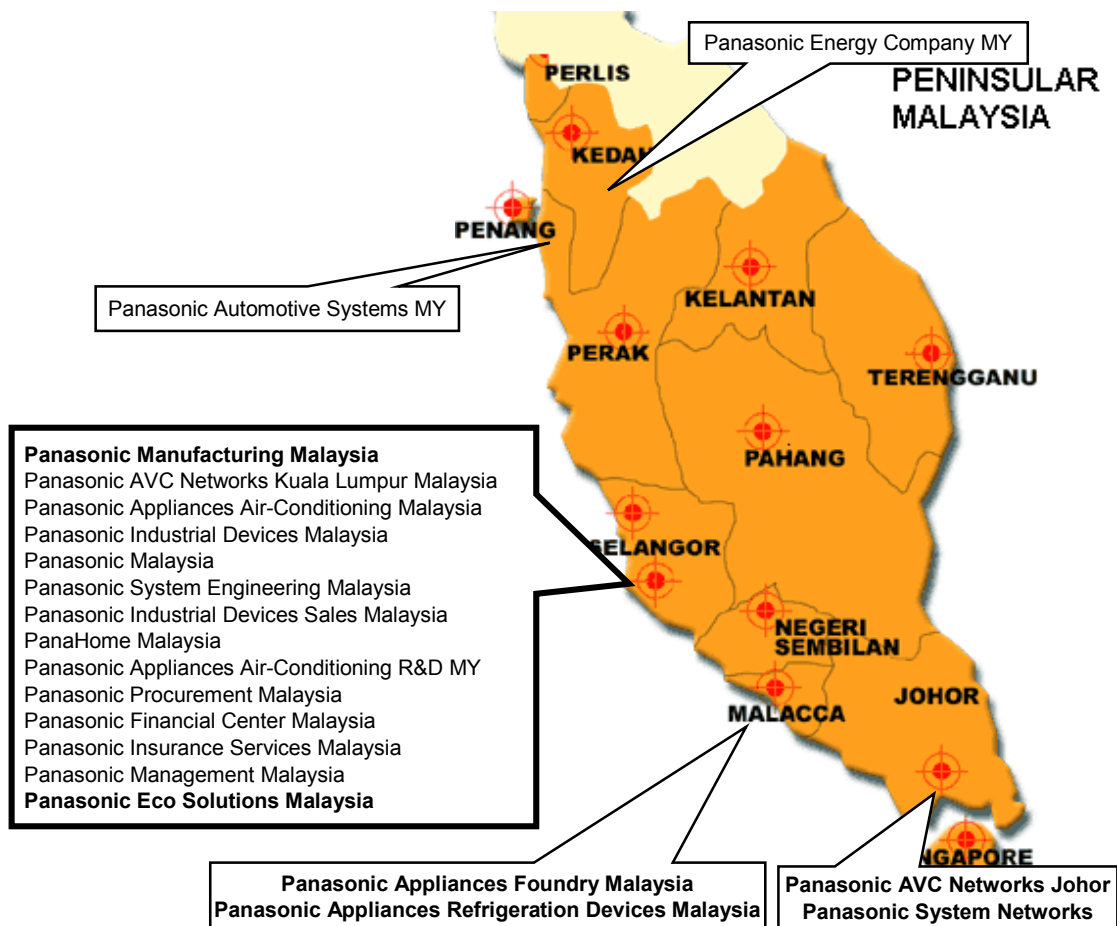 Panasonic Energy Company MY
PERLIS
PENINSULAR
MALAYSIA
KEDAH
PENANG
KELANTAN
Panasonic Automotive Systems MY
PERAK
TERENGGANU
PAHANG
Panasonic Manufacturing Malaysia
Panasonic AVC Networks Kuala Lumpur Malaysia
Panasonic Appliances Air-Conditioning Malaysia
Panasonic Industrial Devices Malaysia
Panasonic Malaysia
Panasonic System Engineering Malaysia
Panasonic Industrial Devices Sales Malaysia
PanaHome Malaysia
Panasonic Appliances Air-Conditioning R&D MY
Panasonic Procurement Malaysia
Panasonic Financial Center Malaysia
Panasonic Insurance Services Malaysia
Panasonic Management Malaysia
Panasonic Eco Solutions Malaysia
SELANGOR
NEGERI
SEMBILAN
JOHOR
MALACCA
NGAPORE
Panasonic Appliances Foundry Malaysia
Panasonic Appliances Refrigeration Devices Malaysia
Panasonic AVC Networks Johor
Panasonic System Networks